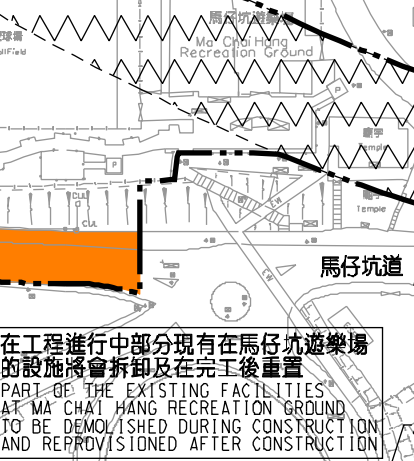 馬仔坑遊樂場
Ma Chai Hang
Recreation Ground
廟宇
Temple
P
P
CUL
CUL
Temple
馬仔坑道
在工程進行中部分現有在馬仔坑遊樂場
的設施將會拆卸及在完工後重置
PART OF THE EXISTING FACILITIES
AT MA CHAI HANG RECREATION GROUND
TO BE DEMOLISHED DURING CONSTRUCTION
AND REPROVISIONED AFTER CONSTRUCTION